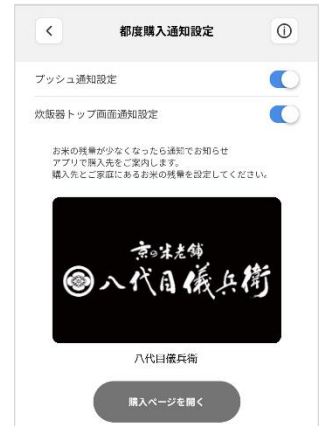 都度購入通知設定
プッシュ通知設定
炊飯器トップ画面通知設定
お米の残量が少なくなったら通知でお知らせ
アプリで購入先をご案内します。
購入先とご家庭にあるお米の残量を設定してください。
京の米老舗
八代目儀兵衛
八代目儀兵衛
購入ページを開く